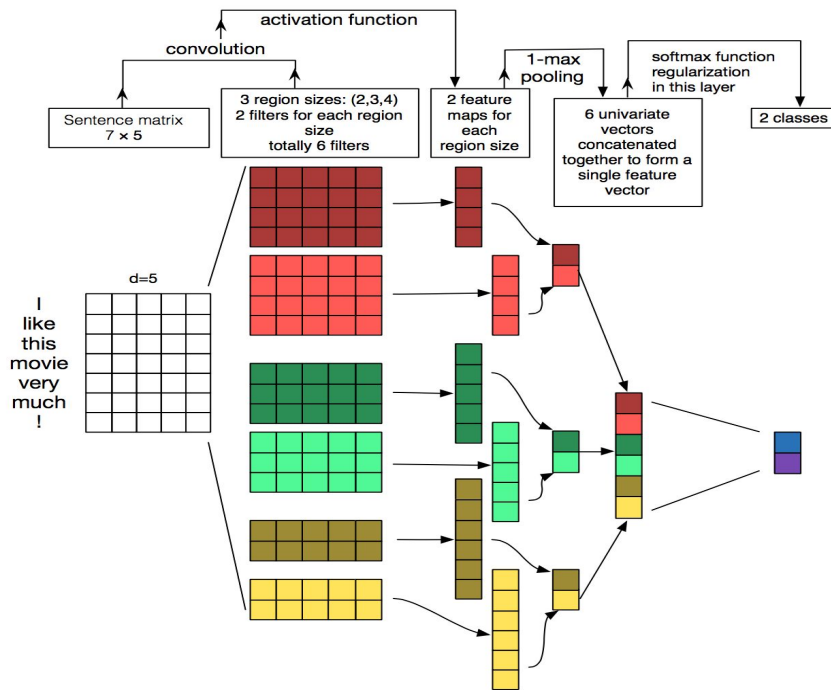 activation function
convolution
1-max
pooling
softmax function
regularization
in this layer
Sentence matrix
7 × 5
3 region sizes: (2,3,4)
2 filters for each region
size
totally 6 filters
2 feature
maps for
each
region size
6 univariate
vectors
concatenated
together to form a
single feature
vector
2 classes
d=5
I
like
this
movie
very
much
!